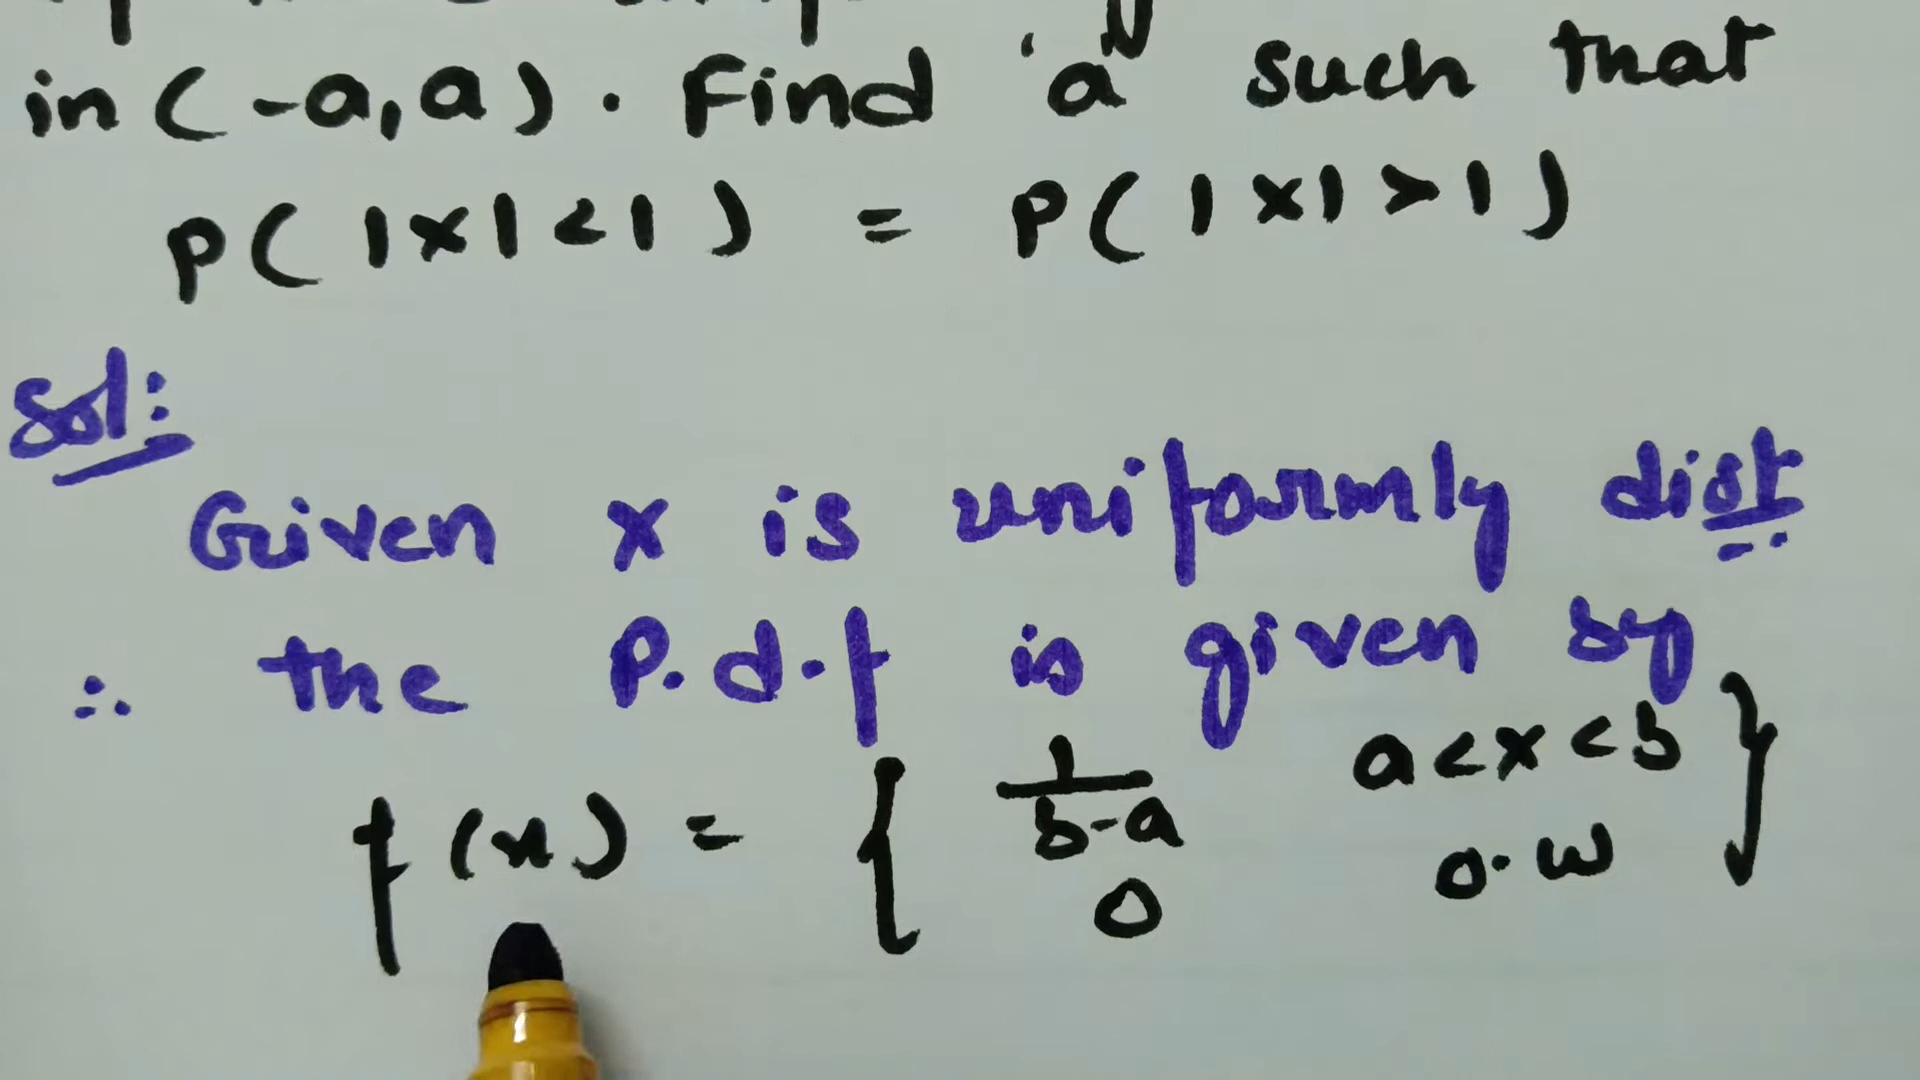 in (-a,a). Find 'a' such that
P( |x|<1 ) = P( |x|>1 )
Sol:
Given x is uniformly dist
∴ the P.d.f is given by
f(x) = { 1/(b-a) a<x<b
0 o.w }